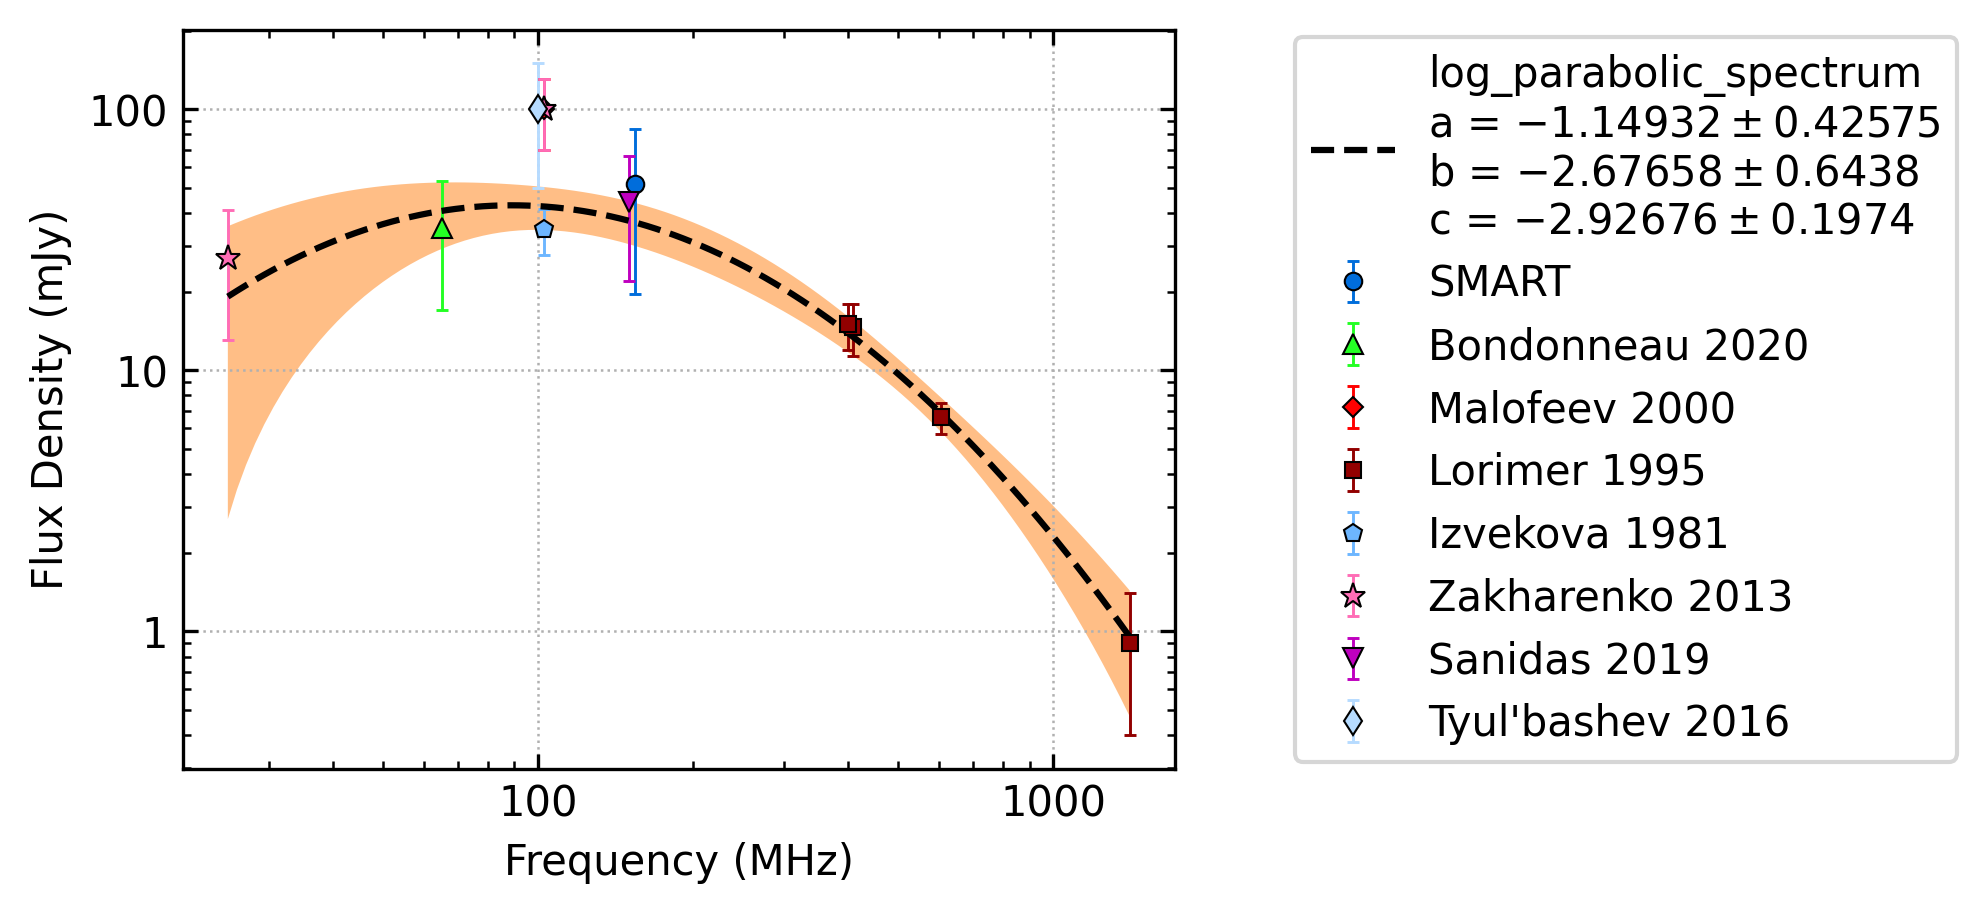 Flux Density (mJy)
100
10
1
100
1000
Frequency (MHz)
log_parabolic_spectrum
a = −1.14932 ± 0.42575
b = −2.67658 ± 0.6438
c = −2.92676 ± 0.1974
SMART
Bondonneau 2020
Malofeev 2000
Lorimer 1995
Izvekova 1981
Zakharenko 2013
Sanidas 2019
Tyul'bashev 2016